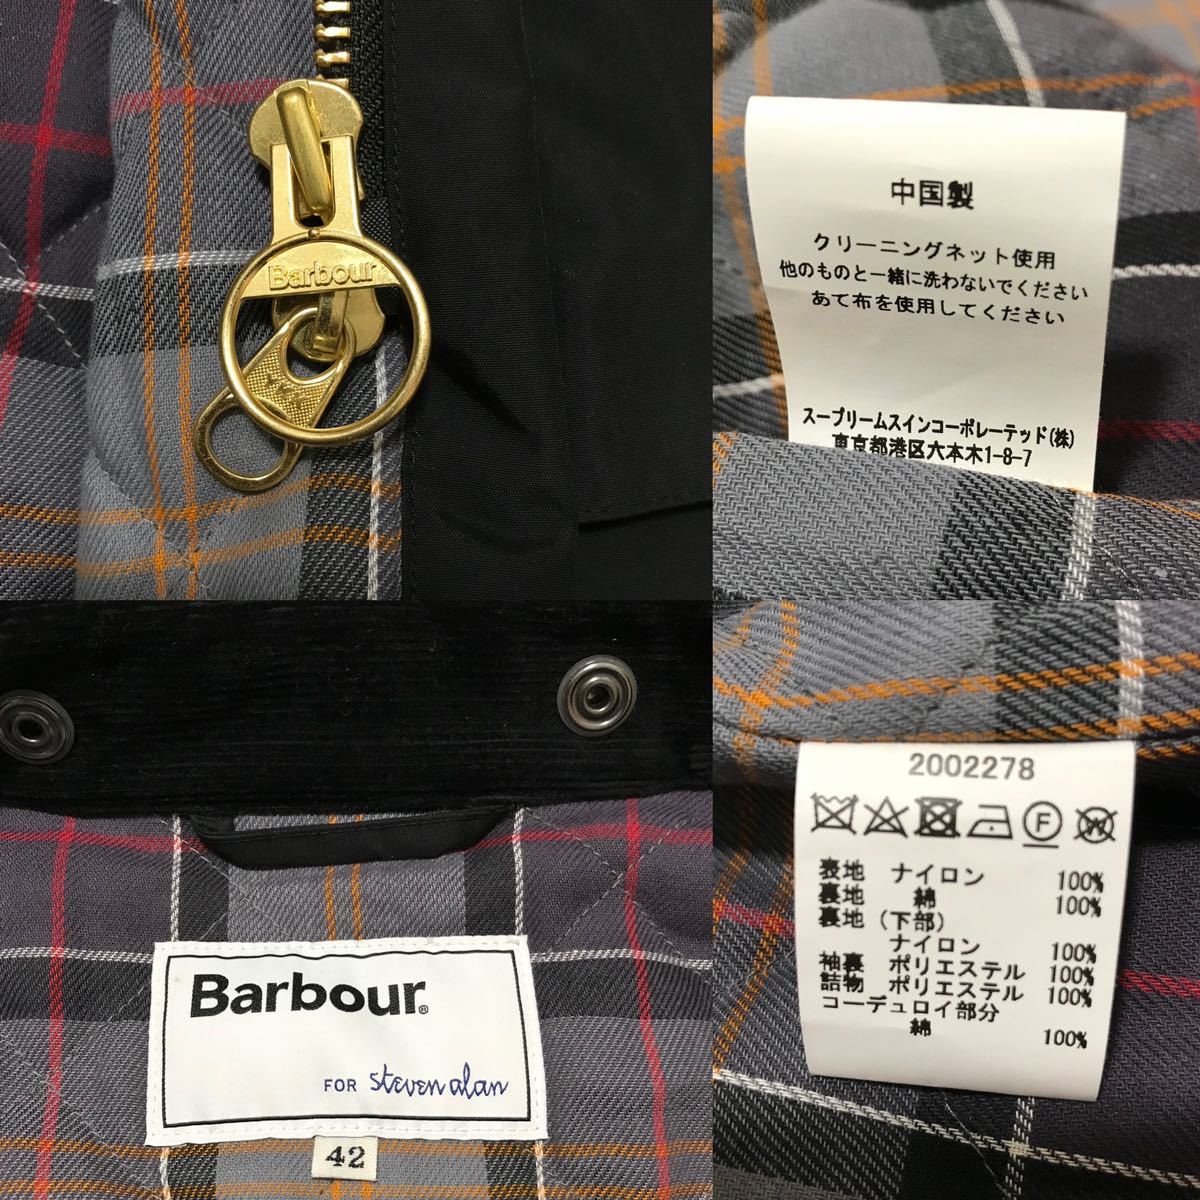 Barbour
中国製
クリーニングネット使用
他のものと一緒に洗わないでください
あて布を使用してください
スープリームスインコーポレーテッド(株)
東京都港区六本木1-8-7
Barbour®
FOR steven alan
42
2002278
F W
表地 ナイロン 100%
裏地 綿 100%
裏地(下部)
ナイロン 100%
袖裏 ポリエステル 100%
詰物 ポリエステル 100%
コーデュロイ部分
綿 100%